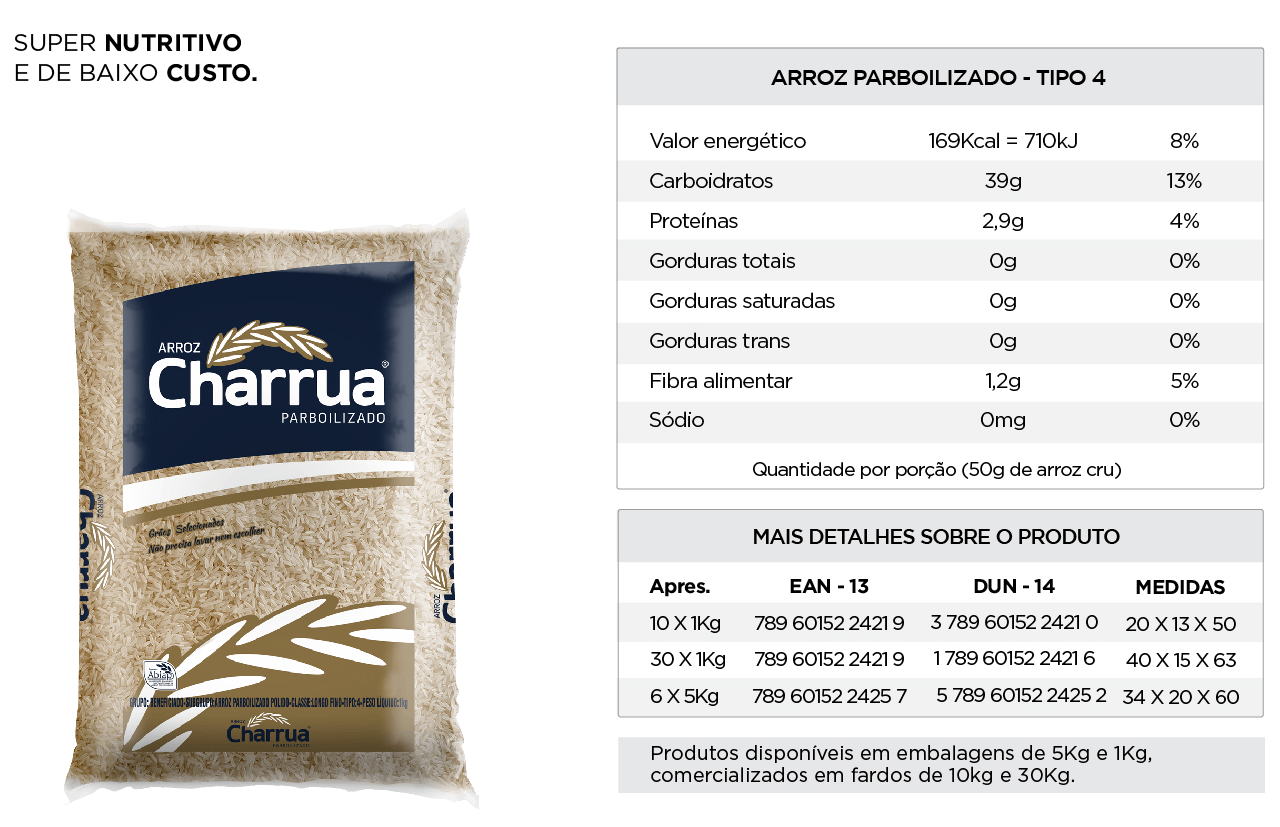 SUPER NUTRITIVO
E DE BAIXO CUSTO.
ARROZ
Charrua®
PARBOILIZADO
Grãos Selecionados
Não precisa lavar nem escolher
ARROZ
Charrua
ARROZ
Charrua
Abiap
GRUPO: BENEFICIADO-SUBGRUPO:ARROZ PARBOILIZADO POLIDO-CLASSE:LONGO FINO-TIPO:4-PESO LÍQUIDO:1kg
ARROZ
Charrua
PARBOILIZADO
ARROZ PARBOILIZADO - TIPO 4
Valor energético 169Kcal = 710kJ 8%
Carboidratos 39g 13%
Proteínas 2,9g 4%
Gorduras totais 0g 0%
Gorduras saturadas 0g 0%
Gorduras trans 0g 0%
Fibra alimentar 1,2g 5%
Sódio 0mg 0%
Quantidade por porção (50g de arroz cru)
MAIS DETALHES SOBRE O PRODUTO
Apres. EAN - 13 DUN - 14 MEDIDAS
10 X 1Kg 789 60152 2421 9 3 789 60152 2421 0 20 X 13 X 50
30 X 1Kg 789 60152 2421 9 1 789 60152 2421 6 40 X 15 X 63
6 X 5Kg 789 60152 2425 7 5 789 60152 2425 2 34 X 20 X 60
Produtos disponíveis em embalagens de 5Kg e 1Kg,
comercializados em fardos de 10kg e 30Kg.